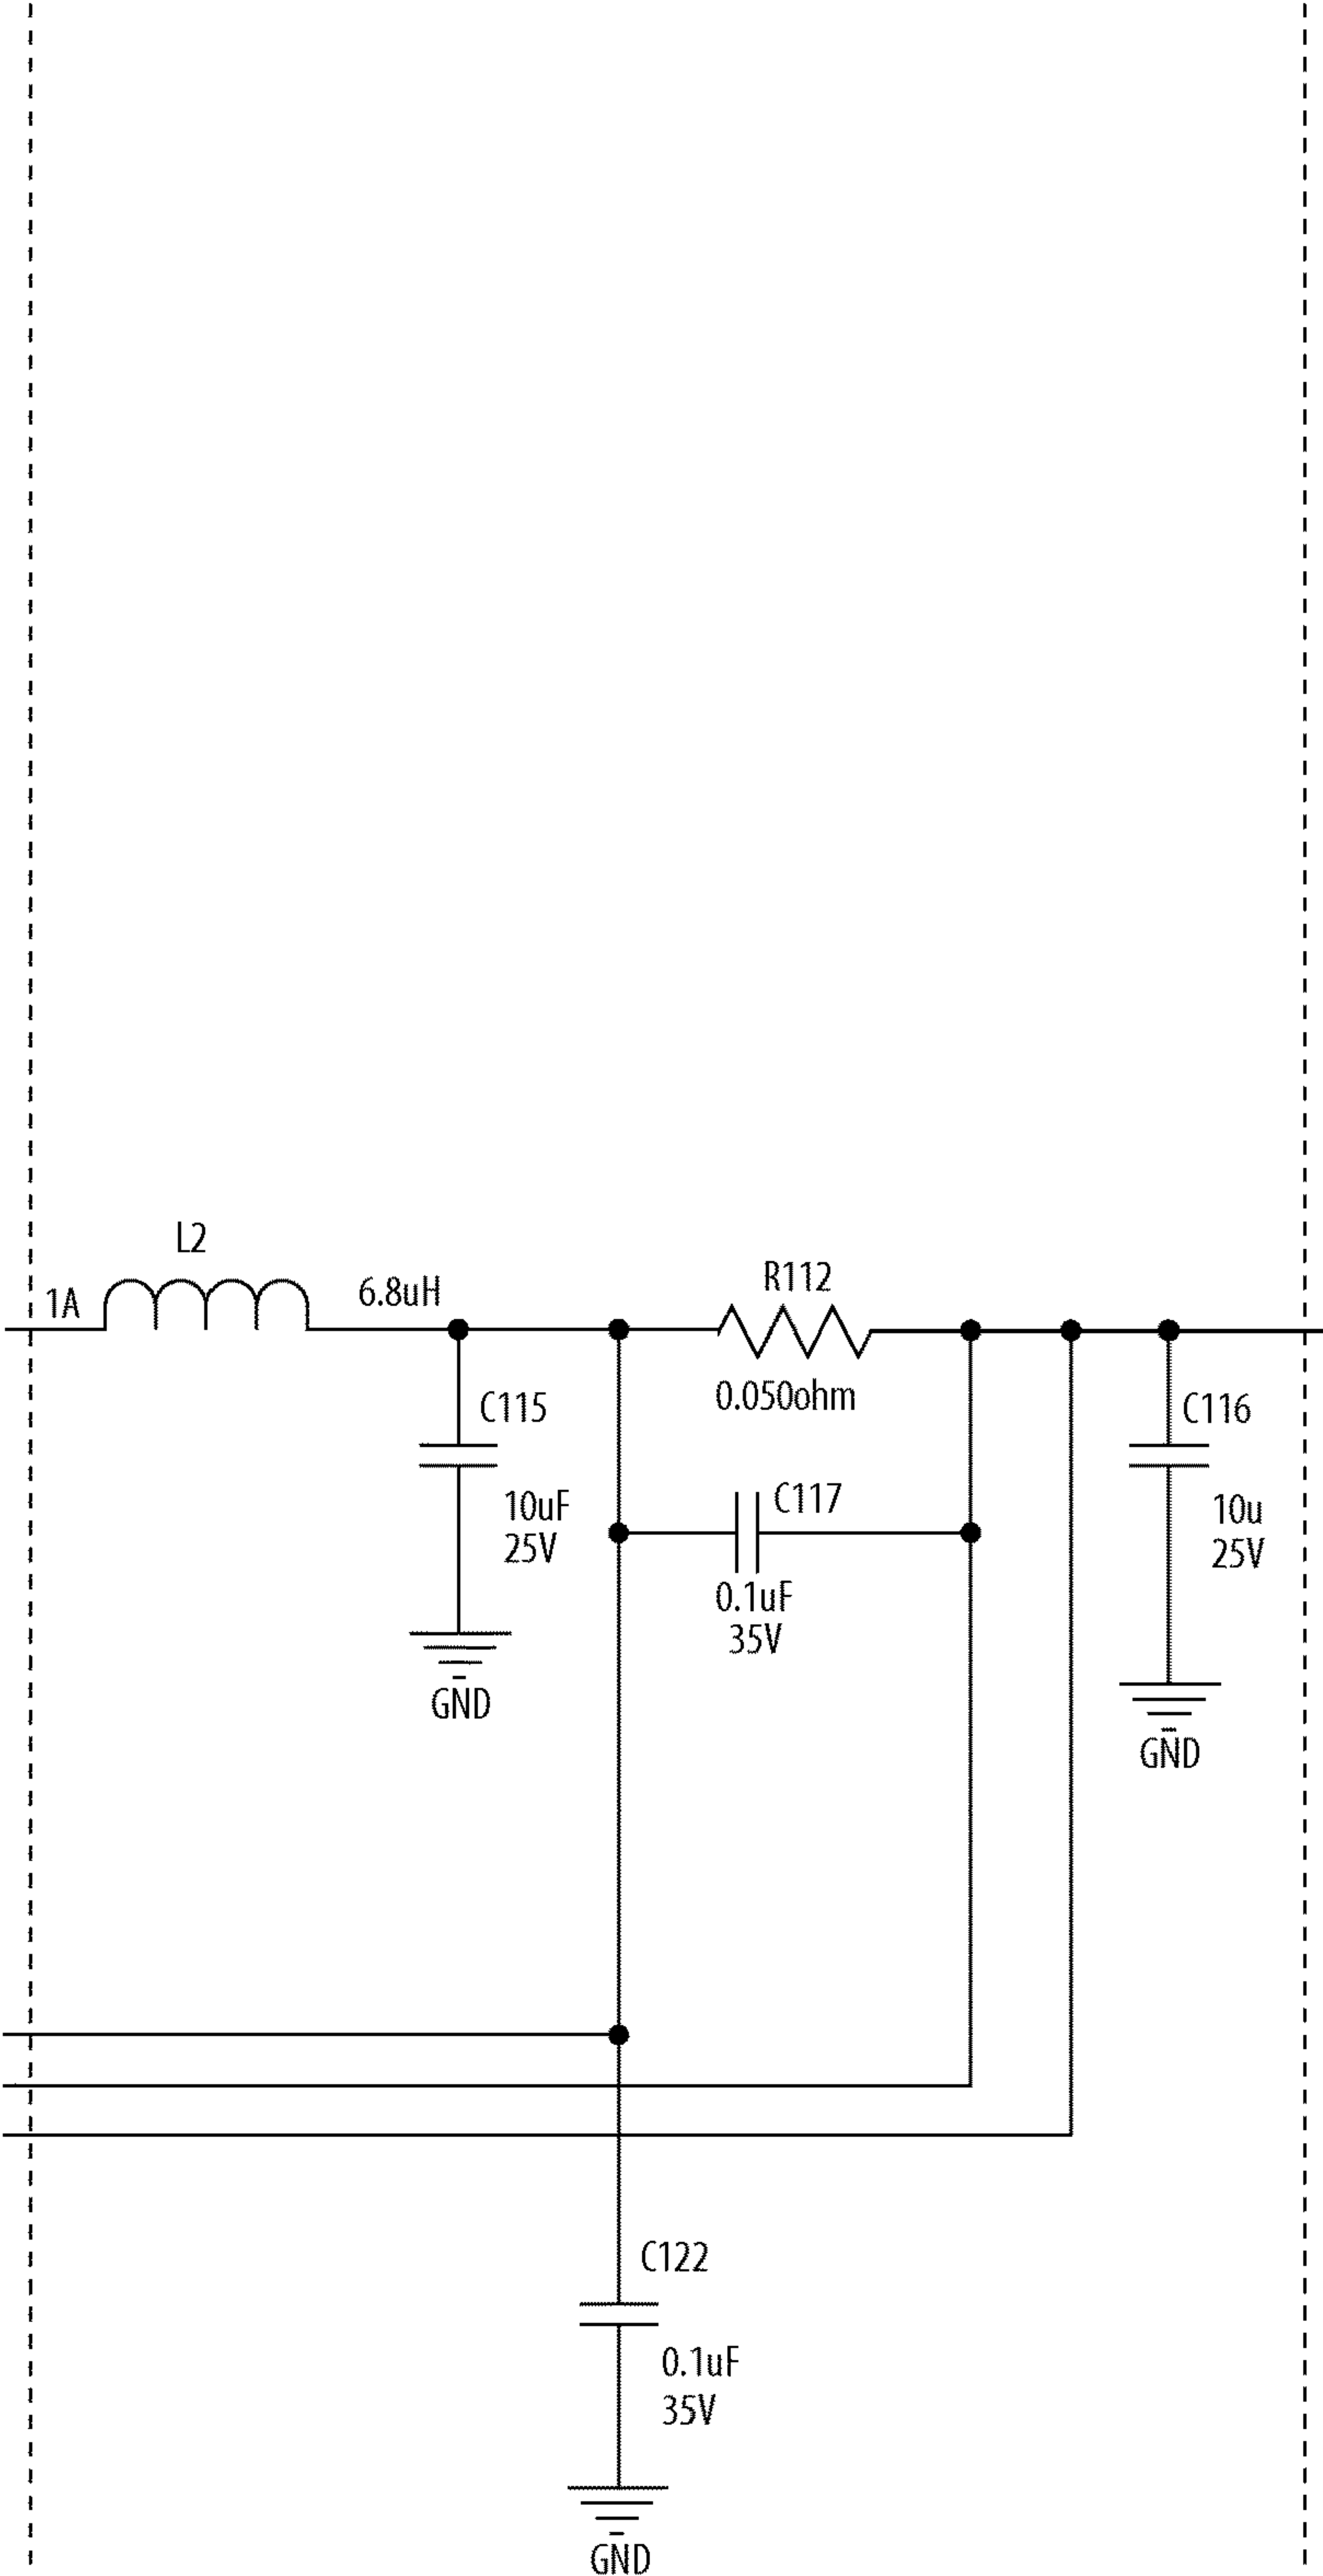 L2
1A
6.8uH
R112
0.050ohm
C115
10uF
25V
GND
C117
0.1uF
35V
C116
10u
25V
GND
C122
0.1uF
35V
GND